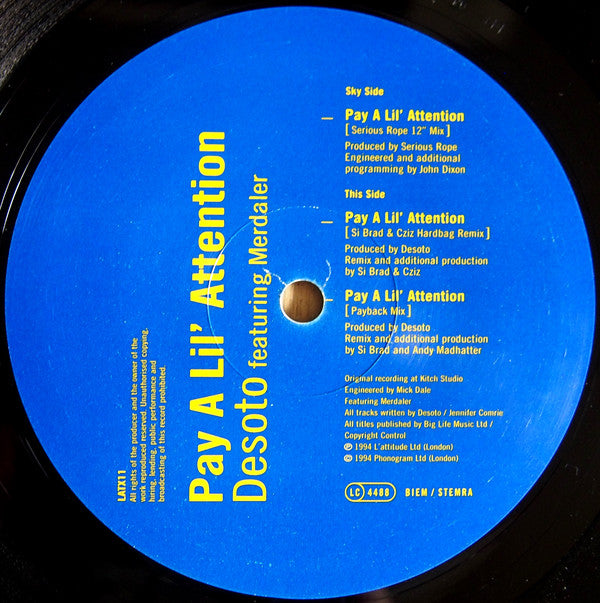 Sky Side
Pay A Lil' Attention
[ Serious Rope 12" Mix ]
Produced by Serious Rope
Engineered and additional
programming by John Dixon
This Side
Pay A Lil' Attention
[ Si Brad & Cziz Hardbag Remix ]
Produced by Desoto
Remix and additional production
by Si Brad & Cziz
Pay A Lil' Attention
[ Payback Mix ]
Produced by Desoto
Remix and additional production
by Si Brad and Andy Madhatter
Original recording at Kitch Studio
Engineered by Mick Dale
Featuring Merdaler
All tracks written by Desoto / Jennifer Comrie
All titles published by Big Life Music Ltd /
Copyright Control
℗ 1994 L'attitude Ltd (London)
© 1994 Phonogram Ltd (London)
LC 4488 BIEM / STEMRA
Pay A Lil' Attention
Desoto featuring Merdaler
LATX11
All rights of the producer and the owner of the
work reproduced reserved. Unauthorised copying,
hiring, lending, public performance and
broadcasting of this record prohibited.